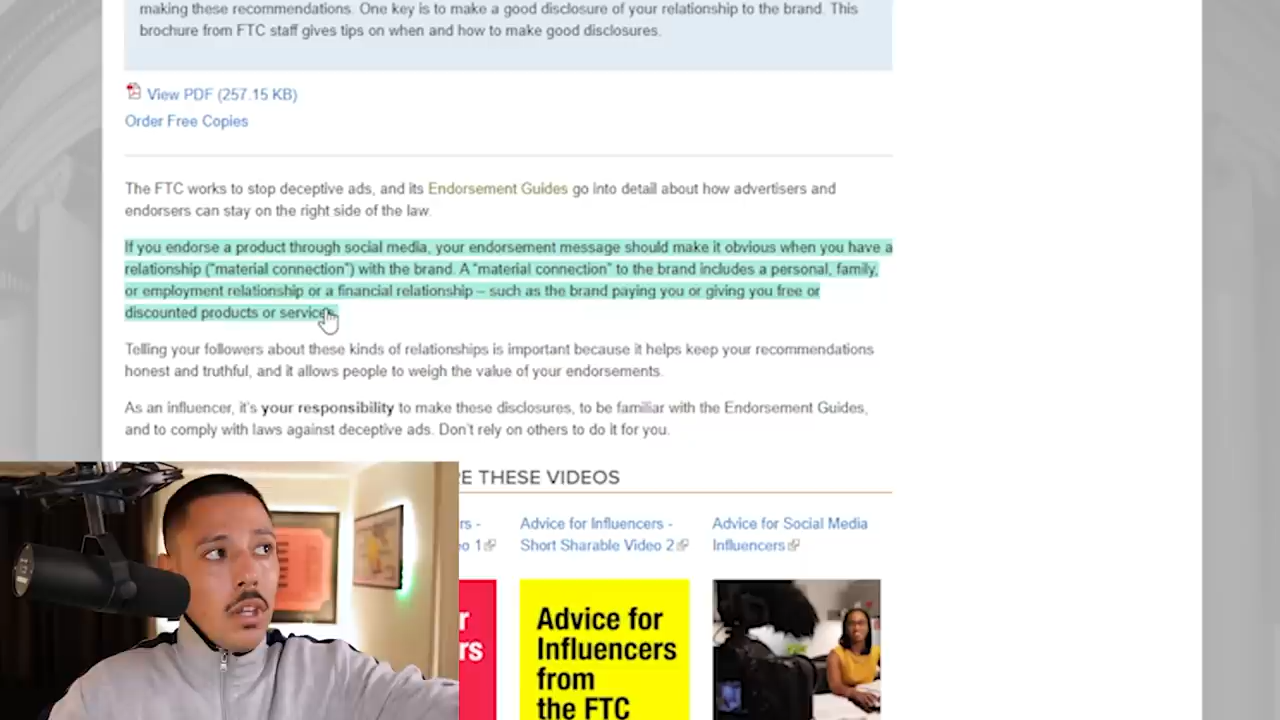 making these recommendations. One key is to make a good disclosure of your relationship to the brand. This
brochure from FTC staff gives tips on when and how to make good disclosures.
View PDF (257.15 KB)
Order Free Copies
The FTC works to stop deceptive ads, and its Endorsement Guides go into detail about how advertisers and
endorsers can stay on the right side of the law.
If you endorse a product through social media, your endorsement message should make it obvious when you have a
relationship ("material connection") with the brand. A "material connection" to the brand includes a personal, family,
or employment relationship or a financial relationship – such as the brand paying you or giving you free or
discounted products or services.
Telling your followers about these kinds of relationships is important because it helps keep your recommendations
honest and truthful, and it allows people to weigh the value of your endorsements.
As an influencer, it's your responsibility to make these disclosures, to be familiar with the Endorsement Guides,
and to comply with laws against deceptive ads. Don't rely on others to do it for you.
RE THESE VIDEOS
rs -
o 1
Advice for Influencers -
Short Sharable Video 2
Advice for Social Media
Influencers
r
rs
Advice for
Influencers
from
the FTC